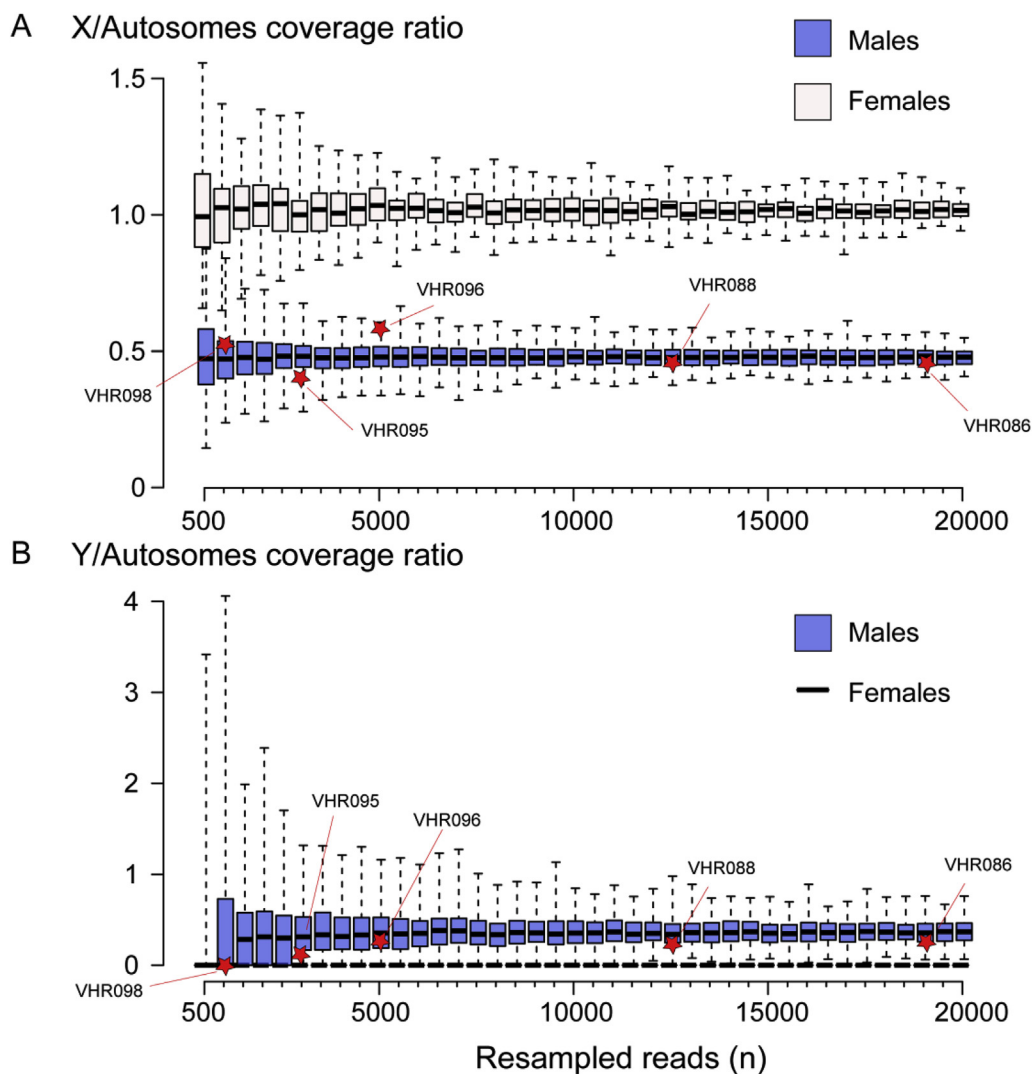 A X/Autosomes coverage ratio
Males
Females
1.5
1.0
0.5
0
VHR096
VHR088
VHR098
VHR095
VHR086
500 5000 10000 15000 20000
B Y/Autosomes coverage ratio
Males
Females
4
3
2
1
0
VHR095
VHR096
VHR088
VHR086
VHR098
500 5000 10000 15000 20000
Resampled reads (n)